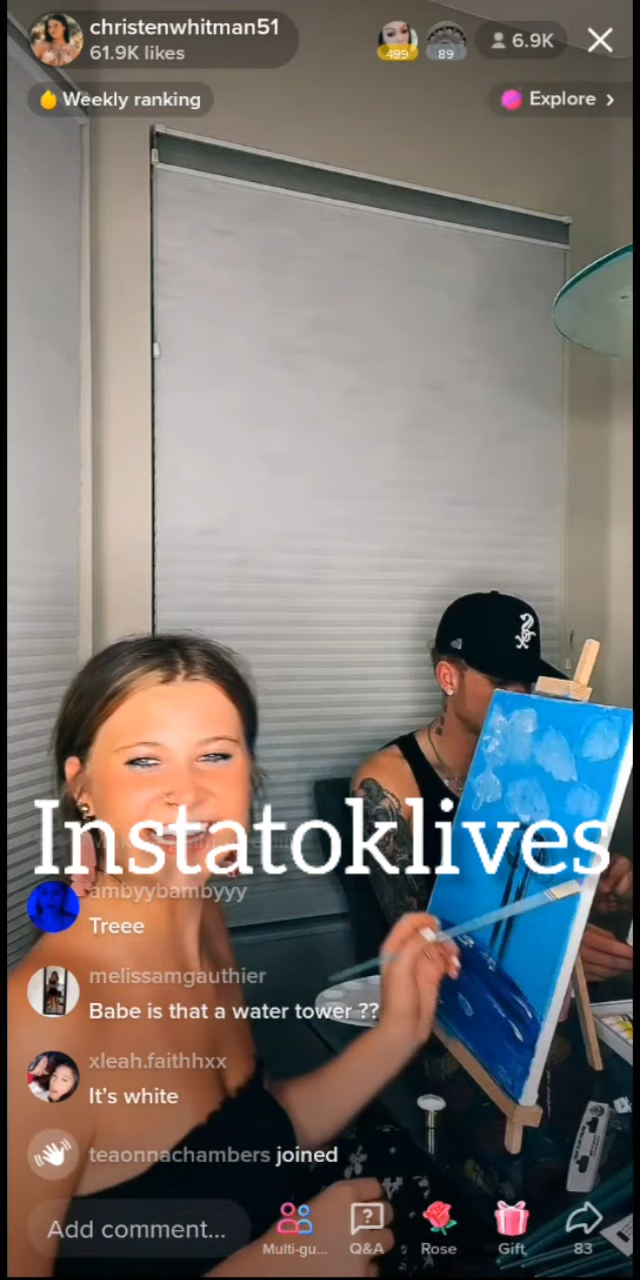 christenwhitman51
61.9K likes
499
89
6.9K
Weekly ranking
Explore
Instatoklives
ambyybambyyy
Treee
melissamgauthier
Babe is that a water tower ??
xleah.faithhxx
It's white
teaonnachambers joined
Add comment...
Multi-gu...
Q&A
Rose
Gift
83